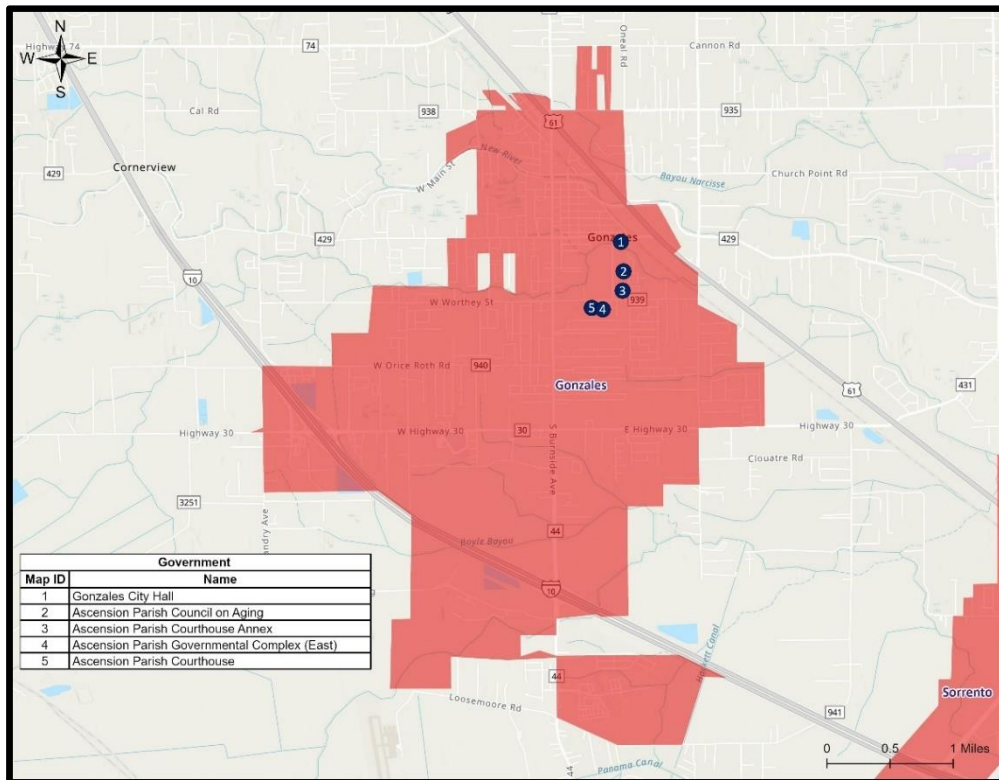 N
W E
S
Highway 74
74
Oneal Rd
Cannon Rd
Cal Rd
938
61
935
New River
Cornerview
429
W Main St
Bayou Narcisse
Church Point Rd
429
Gonzales
1
429
10
2
3
W Worthey St
939
5 4
W Orice Roth Rd
940
Gonzales
61
431
Highway 30
W Highway 30
30
S Burnside Ave
E Highway 30
Highway 30
Clouatre Rd
3251
andry Ave
44
Boyle Bayou
10
Government
Map ID Name
1 Gonzales City Hall
2 Ascension Parish Council on Aging
3 Ascension Parish Courthouse Annex
4 Ascension Parish Governmental Complex (East)
5 Ascension Parish Courthouse
Hackett Canal
44
Loosemoore Rd
Sorrento
941
0 0.5 1 Miles
Panama Canal
44